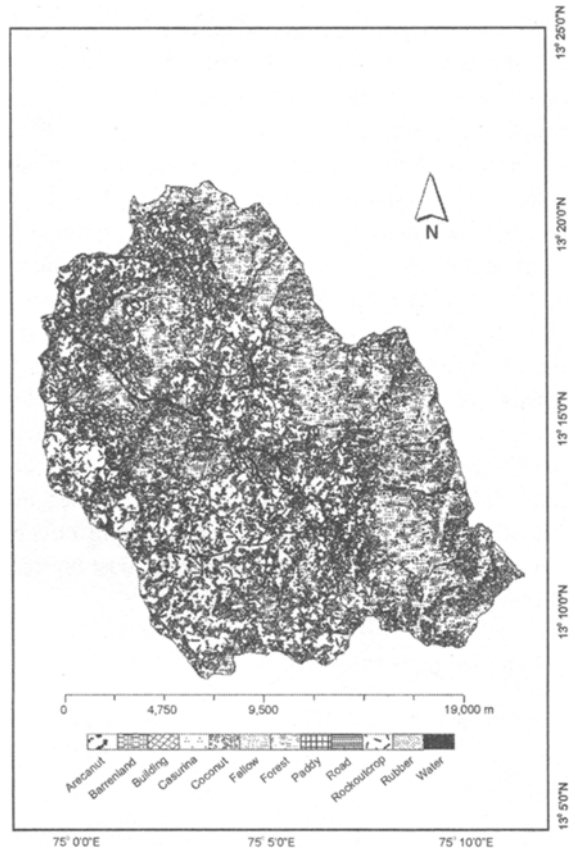 13° 25'0"N
13° 20'0"N
N
13° 15'0"N
13° 10'0"N
0 4,750 9,500 19,000 m
Arecanut Barrenland Building Casurina Coconut Fallow Forest Paddy Road Rockoutcrop Rubber Water
13° 5'0"N
75° 0'0"E 75° 5'0"E 75° 10'0"E